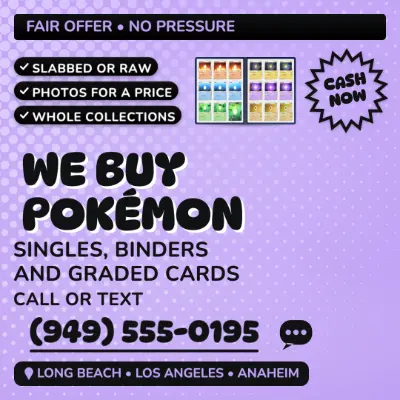 FAIR OFFER • NO PRESSURE
SLABBED OR RAW
PHOTOS FOR A PRICE
WHOLE COLLECTIONS
CASH
NOW
WE BUY
POKÉMON
SINGLES, BINDERS
AND GRADED CARDS
CALL OR TEXT
(949) 555-0195
LONG BEACH • LOS ANGELES • ANAHEIM